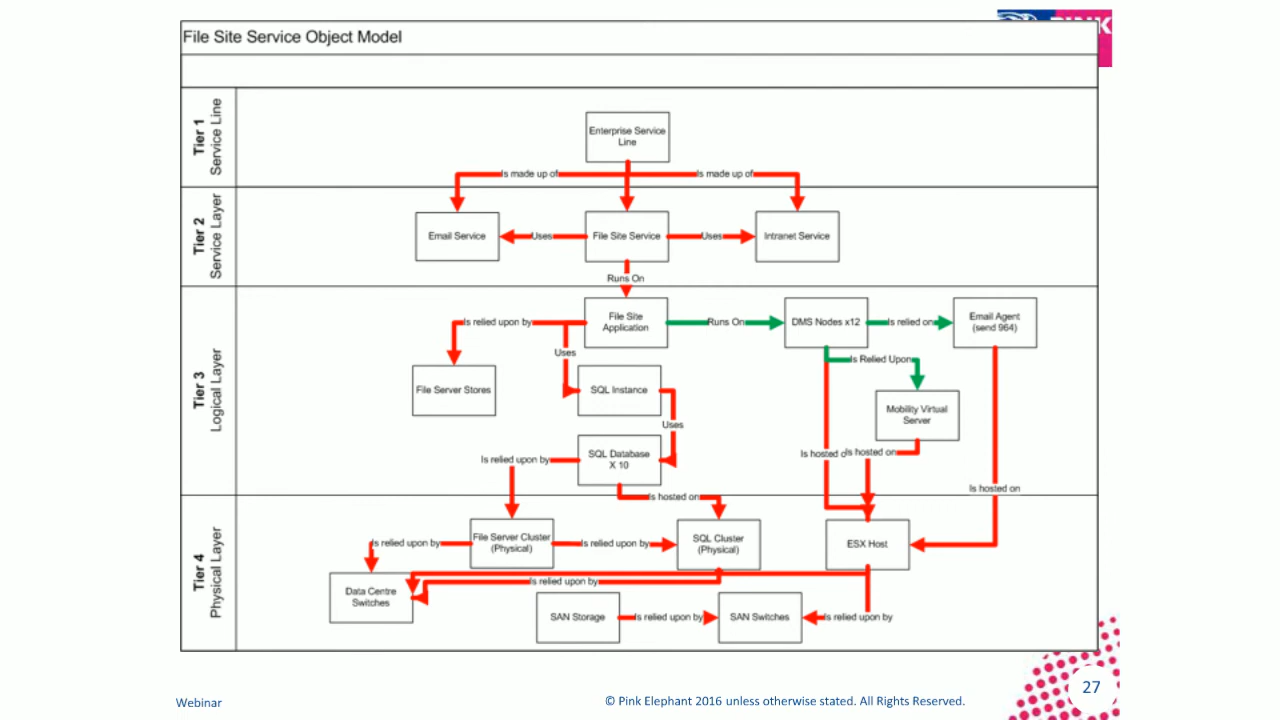 PINK
File Site Service Object Model
Tier 1
Service Line
Enterprise Service
Line
Is made up of
Is made up of
Tier 2
Service Layer
Email Service
Uses
File Site Service
Uses
Intranet Service
Runs On
Tier 3
Logical Layer
Is relied upon by
File Site
Application
Runs On
DMS Nodes x12
Is relied on
Email Agent
(send 964)
Uses
Is Relied Upon
File Server Stores
SQL Instance
Mobility Virtual
Server
Uses
Is relied upon by
SQL Database
X 10
Is hosted o
Is hosted on
Is hosted on
Is hosted on
Tier 4
Physical Layer
Is relied upon by
File Server Cluster
(Physical)
Is relied upon by
SQL Cluster
(Physical)
ESX Host
Is relied upon by
Data Centre
Switches
SAN Storage
Is relied upon by
SAN Switches
Is relied upon by
27
Webinar
© Pink Elephant 2016 unless otherwise stated. All Rights Reserved.